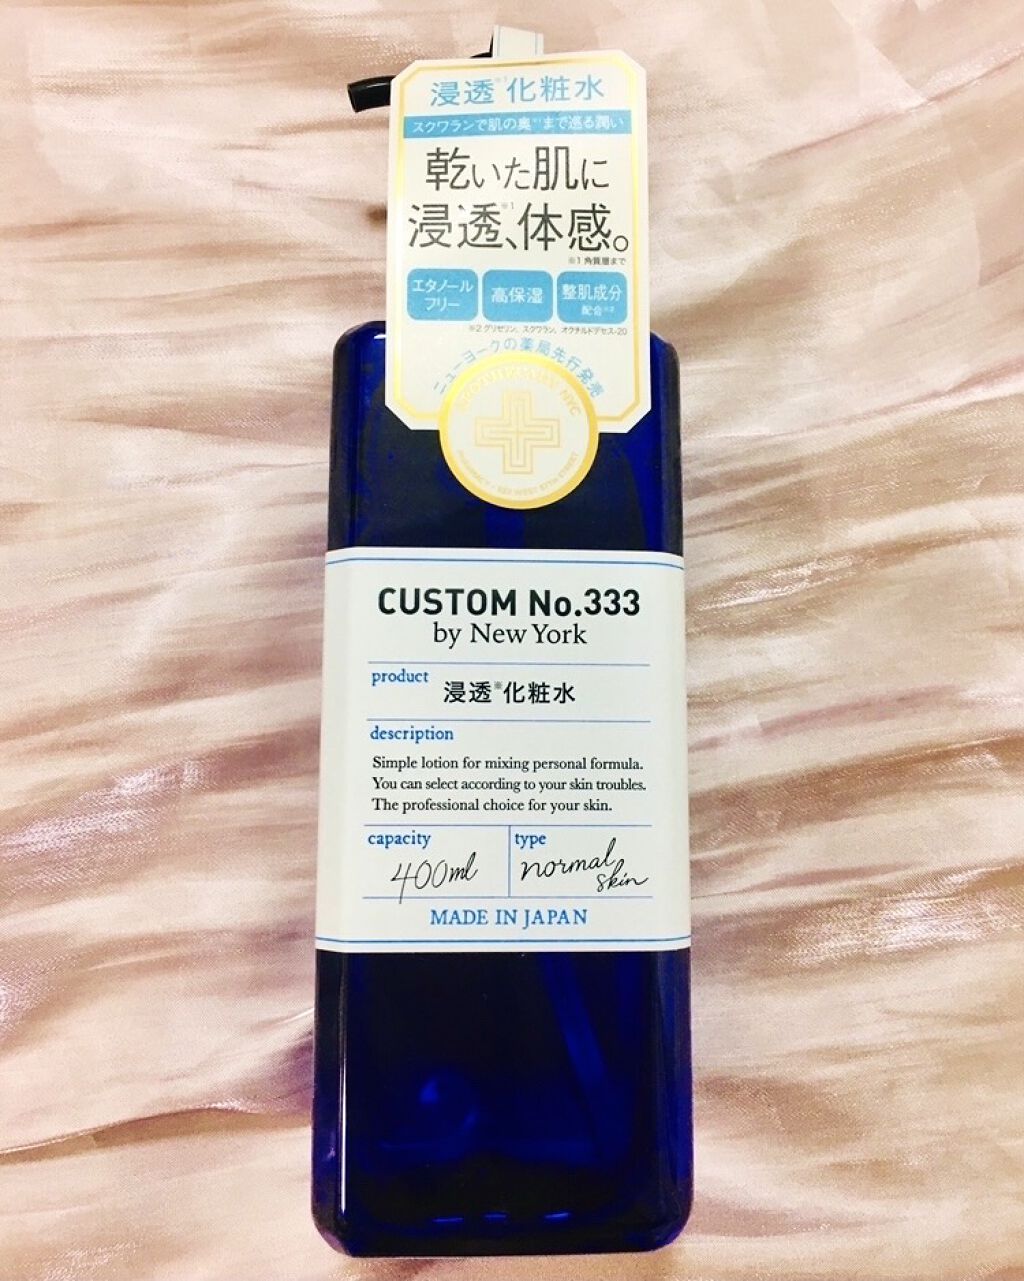 浸透※1化粧水
スクワランで肌の奥※1まで巡る潤い
乾いた肌に
浸透、※1体感。
※1 角質層まで
エタノール
フリー
高保湿
整肌成分
配合※2
※2 グリセリン、スクワラン、オクチルドデセス-20
ニューヨークの薬局先行発売
CUSTOM No.333
by New York
product
浸透※化粧水
description
Simple lotion for mixing personal formula.
You can select according to your skin troubles.
The professional choice for your skin.
capacity
400ml
type
normal
skin
MADE IN JAPAN